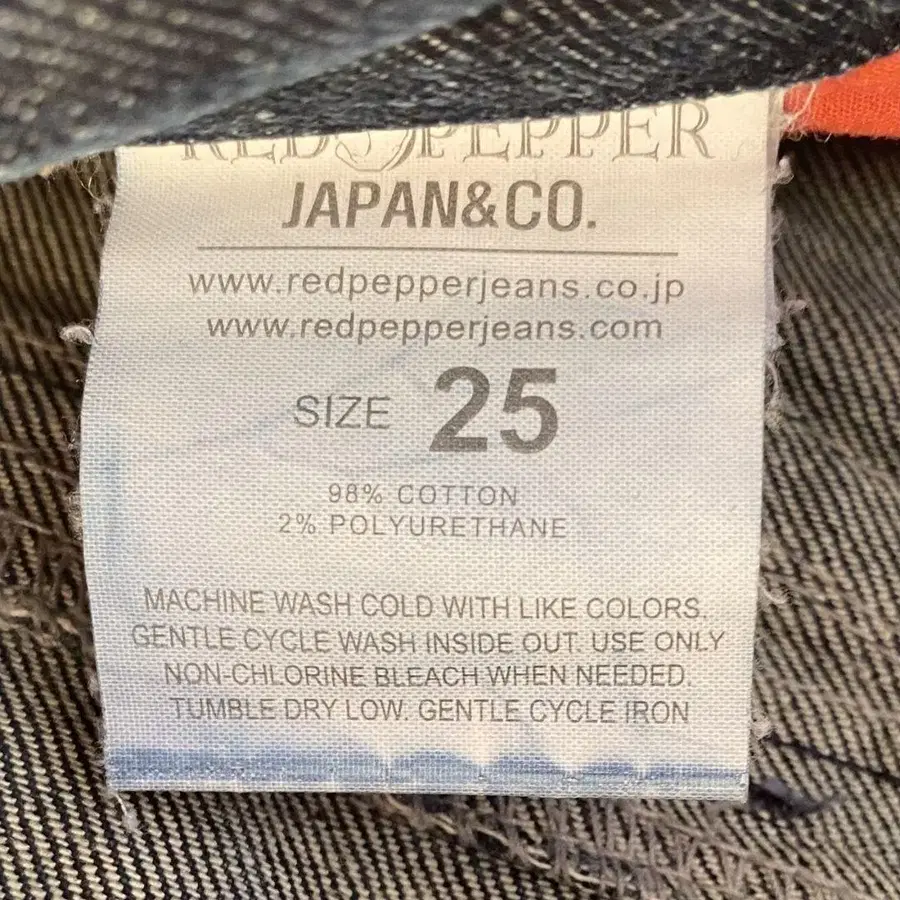 RED PEPPER
JAPAN&CO.
www.redpepperjeans.co.jp
www.redpepperjeans.com
SIZE 25
98% COTTON
2% POLYURETHANE
MACHINE WASH COLD WITH LIKE COLORS.
GENTLE CYCLE WASH INSIDE OUT. USE ONLY
NON-CHLORINE BLEACH WHEN NEEDED.
TUMBLE DRY LOW. GENTLE CYCLE IRON